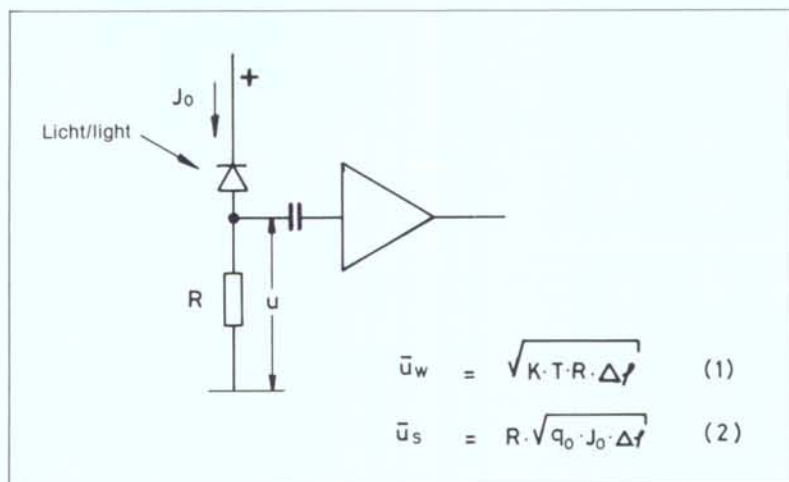 +
J₀
Licht/light
R
u
ū_W = √K·T·R·Δf (1)
ū_S = R·√q₀·J₀·Δf (2)